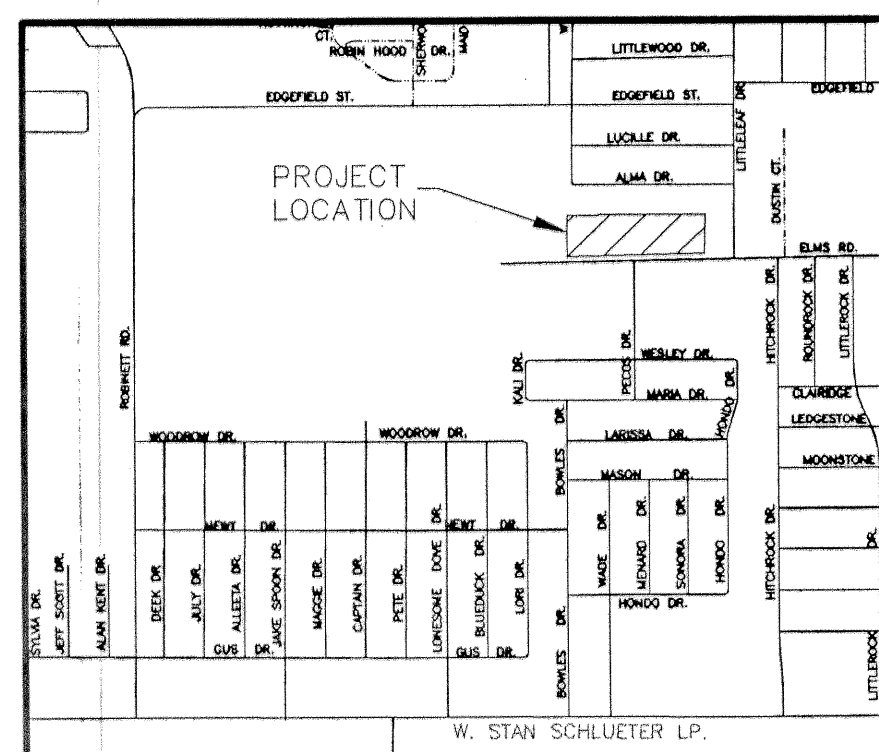 CT.
ROBIN HOOD DR.
SHERWO
MAID
LITTLEWOOD DR.
EDGEFIELD ST.
EDGEFIELD ST.
EDGEFIELD
LUCILLE DR.
LITTLELEAF DR.
ALMA DR.
DUSTIN CT.
PROJECT
LOCATION
ELMS RD.
ROBINETT RD.
HITCHROCK DR.
ROUNDROCK DR.
LITTLEROCK DR.
KALI DR.
PECOS DR.
WESLEY DR.
MARIA DR.
HONDO DR.
CLAIRIDGE
LEDGESTONE
WOODROW DR.
WOODROW DR.
BOWLES DR.
LARISSA DR.
MOONSTONE
MASON DR.
NEWT DR.
NEWT DR.
WADE DR.
MENARD DR.
SONORA DR.
HONDO DR.
HITCHROCK DR.
DR.
SYLVIA DR.
JEFF SCOTT DR.
ALAN KENT DR.
DEEK DR
JULY DR.
ALLEETA DR.
JAKE SPOON DR.
MAGGIE DR.
CAPTAIN DR.
PETE DR.
LONESOME DOVE DR.
BLUEDUCK DR.
LORI DR.
HONDO DR.
GUS DR.
GUS DR.
BOWLES DR.
LITTLEROCK
W. STAN SCHLUETER LP.